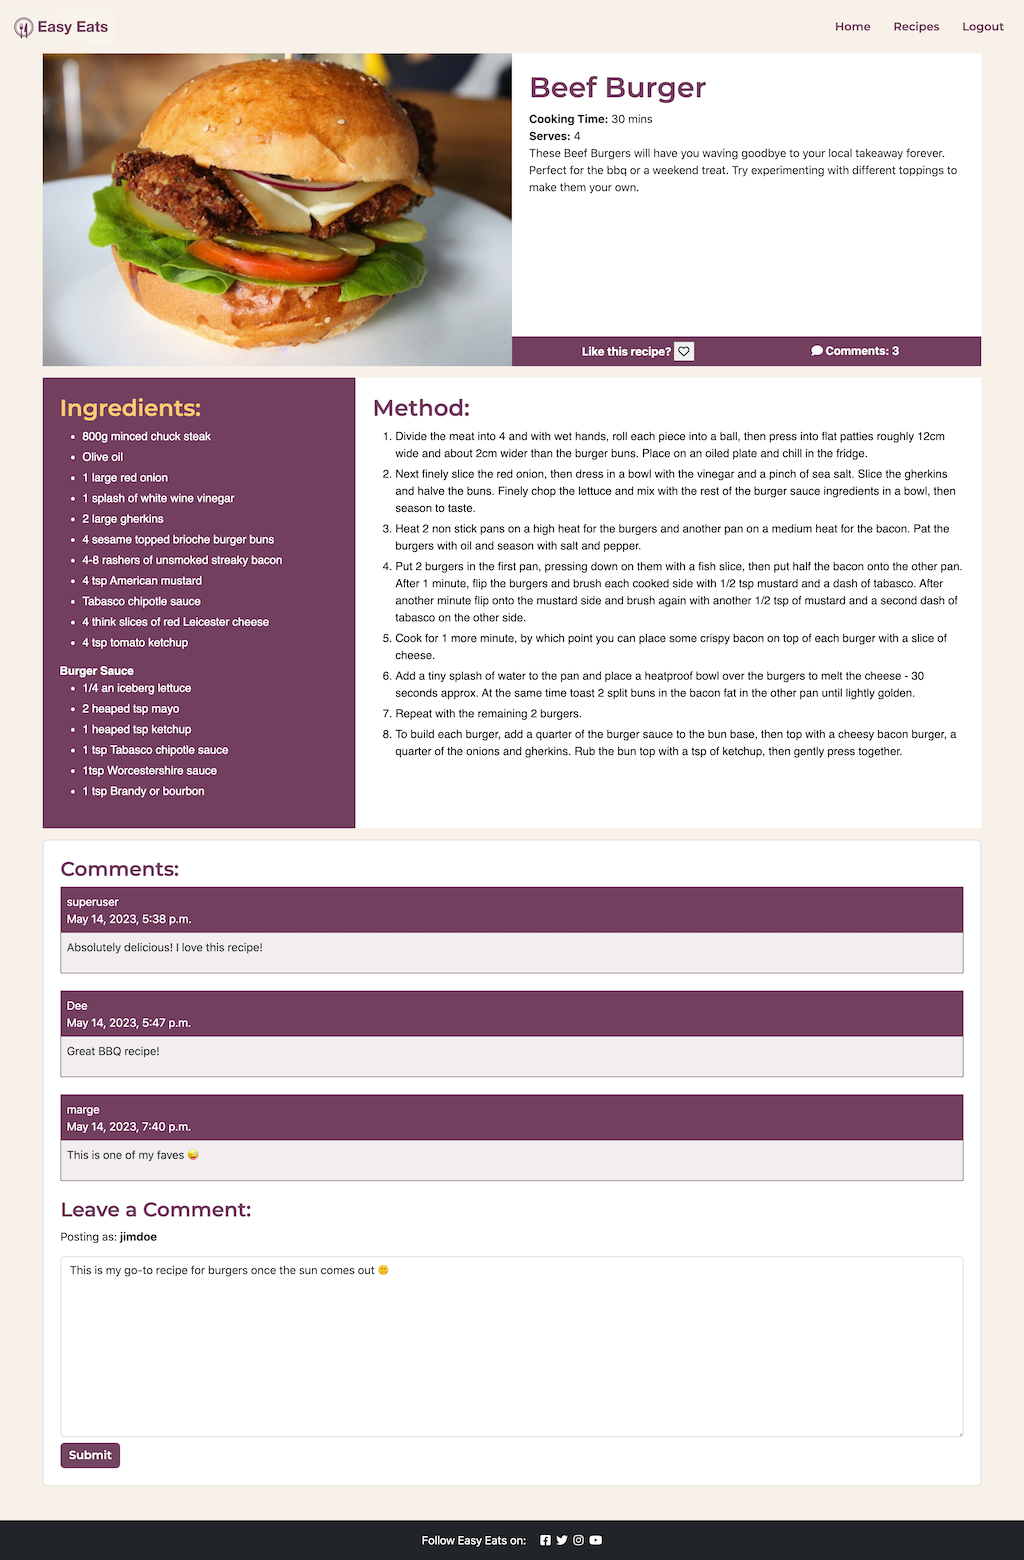 Easy Eats
Home
Recipes
Logout
Beef Burger
Cooking Time: 30 mins
Serves: 4
These Beef Burgers will have you waving goodbye to your local takeaway forever.
Perfect for the bbq or a weekend treat. Try experimenting with different toppings to
make them your own.
Like this recipe?
Comments: 3
Ingredients:
• 800g minced chuck steak
• Olive oil
• 1 large red onion
• 1 splash of white wine vinegar
• 2 large gherkins
• 4 sesame topped brioche burger buns
• 4-8 rashers of unsmoked streaky bacon
• 4 tsp American mustard
• Tabasco chipotle sauce
• 4 think slices of red Leicester cheese
• 4 tsp tomato ketchup
Burger Sauce
• 1/4 an iceberg lettuce
• 2 heaped tsp mayo
• 1 heaped tsp ketchup
• 1 tsp Tabasco chipotle sauce
• 1tsp Worcestershire sauce
• 1 tsp Brandy or bourbon
Method:
1. Divide the meat into 4 and with wet hands, roll each piece into a ball, then press into flat patties roughly 12cm
wide and about 2cm wider than the burger buns. Place on an oiled plate and chill in the fridge.
2. Next finely slice the red onion, then dress in a bowl with the vinegar and a pinch of sea salt. Slice the gherkins
and halve the buns. Finely chop the lettuce and mix with the rest of the burger sauce ingredients in a bowl, then
season to taste.
3. Heat 2 non stick pans on a high heat for the burgers and another pan on a medium heat for the bacon. Pat the
burgers with oil and season with salt and pepper.
4. Put 2 burgers in the first pan, pressing down on them with a fish slice, then put half the bacon onto the other pan.
After 1 minute, flip the burgers and brush each cooked side with 1/2 tsp mustard and a dash of tabasco. After
another minute flip onto the mustard side and brush again with another 1/2 tsp of mustard and a second dash of
tabasco on the other side.
5. Cook for 1 more minute, by which point you can place some crispy bacon on top of each burger with a slice of
cheese.
6. Add a tiny splash of water to the pan and place a heatproof bowl over the burgers to melt the cheese - 30
seconds approx. At the same time toast 2 split buns in the bacon fat in the other pan until lightly golden.
7. Repeat with the remaining 2 burgers.
8. To build each burger, add a quarter of the burger sauce to the bun base, then top with a cheesy bacon burger, a
quarter of the onions and gherkins. Rub the bun top with a tsp of ketchup, then gently press together.
Comments:
superuser
May 14, 2023, 5:38 p.m.
Absolutely delicious! I love this recipe!
Dee
May 14, 2023, 5:47 p.m.
Great BBQ recipe!
marge
May 14, 2023, 7:40 p.m.
This is one of my faves 😜
Leave a Comment:
Posting as: jimdoe
This is my go-to recipe for burgers once the sun comes out 🌞
Submit
Follow Easy Eats on: